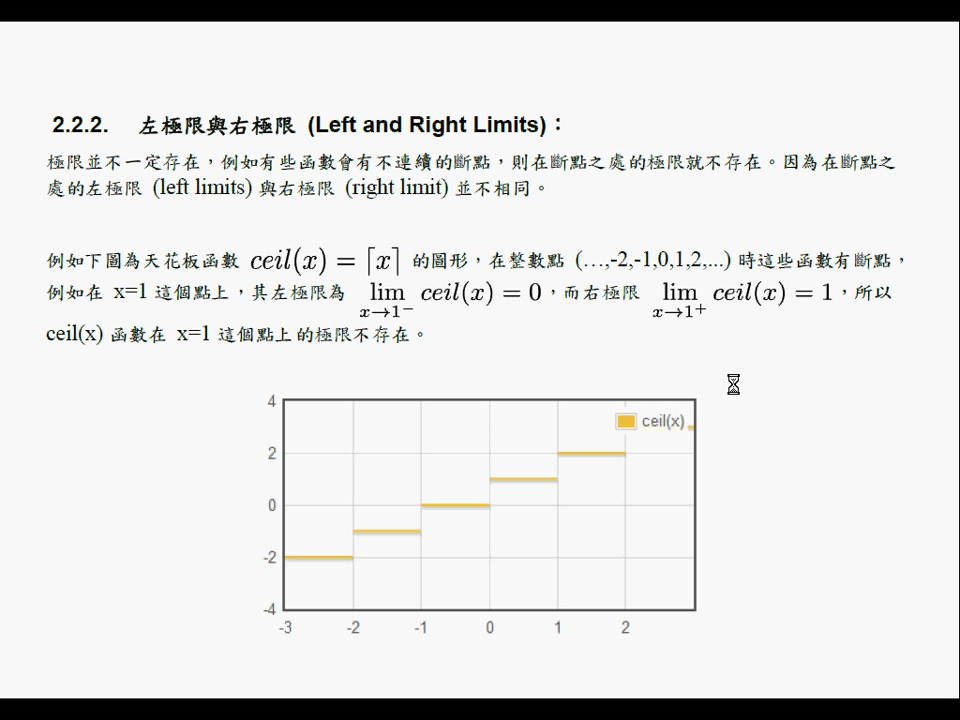 2.2.2. 左極限與右極限 (Left and Right Limits)：
極限並不一定存在，例如有些函數會有不連續的斷點，則在斷點之處的極限就不存在。因為在斷點之
處的左極限 (left limits) 與右極限 (right limit) 並不相同。
例如下圖為天花板函數 ceil(x) = ⌈x⌉ 的圖形，在整數點 (…,-2,-1,0,1,2,...) 時這些函數有斷點，
例如在 x=1 這個點上，其左極限為 lim x→1⁻ ceil(x) = 0，而右極限 lim x→1⁺ ceil(x) = 1，所以
ceil(x) 函數在 x=1 這個點上的極限不存在。
4
ceil(x)
2
0
-2
-4
-3 -2 -1 0 1 2